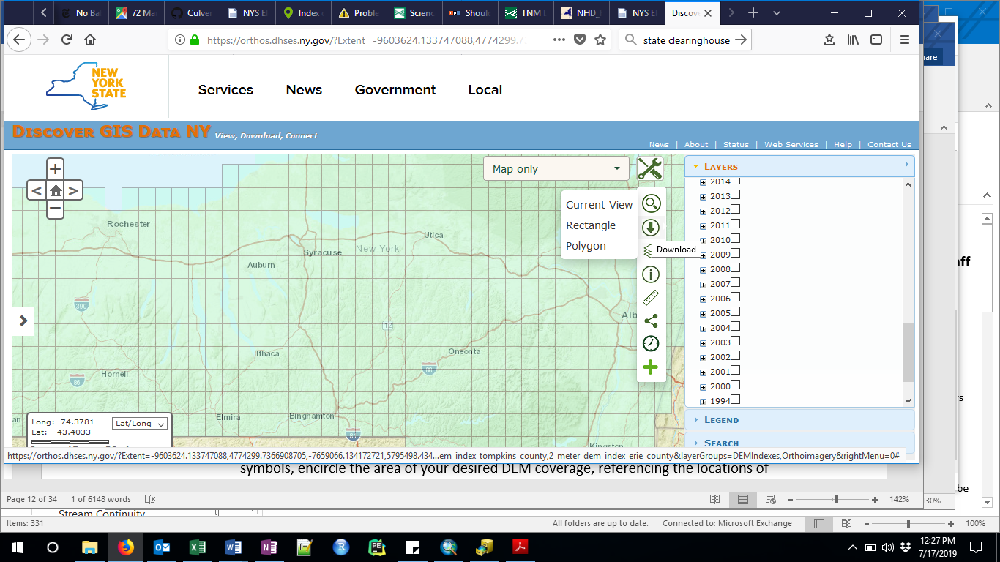 No Ba
72 Mar
Culver
NYS E
Index o
Proble
Scienc
npr Shoul
TNM D
NHD_
NYS E
Discov
https://orthos.dhses.ny.gov/?Extent=-9603624.133747088,4774299.7
state clearinghouse
are
NEW YORK STATE
Services News Government Local
Discover GIS Data NY View, Download, Connect
News | About | Status | Web Services | Help | Contact Us
Map only
Layers
Current View
Rectangle
Polygon
Download
2014
2013
2012
2011
2010
2009
2008
2007
2006
2005
2004
2003
2002
2001
2000
1994
Legend
Search
Rochester
Utica
Syracuse
New York
Auburn
390
12
Alb
Ithaca
Oneonta
88
Hornell
86
Elmira
Binghamton
81
Kingston
Long: -74.3781
Lat: 43.4033
Lat/Long
https://orthos.dhses.ny.gov/?Extent=-9603624.133747088,4774299.7366908705,-7659066.134172721,5795498.434...em_index_tompkins_county,2_meter_dem_index_erie_county&layerGroups=DEMIndexes,Orthoimagery&rightMenu=0#
symbols, encircle the area of your desired DEM coverage, referencing the locations of
aff
rs
be
Page 12 of 34 1 of 6148 words 142% 30%
Stream Continuity
Items: 331 All folders are up to date. Connected to: Microsoft Exchange 100%
12:27 PM
7/17/2019